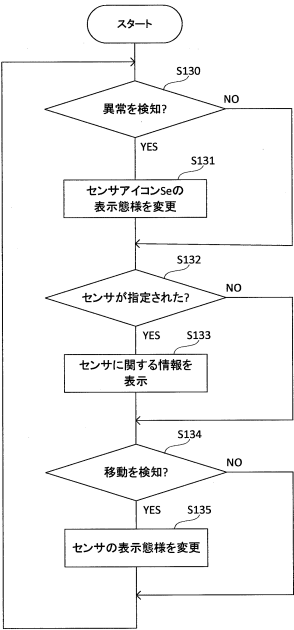 スタート
S130
異常を検知?
NO
YES
S131
センサアイコンSeの
表示態様を変更
S132
センサが指定された?
NO
YES
S133
センサに関する情報を
表示
S134
移動を検知?
NO
YES
S135
センサの表示態様を変更